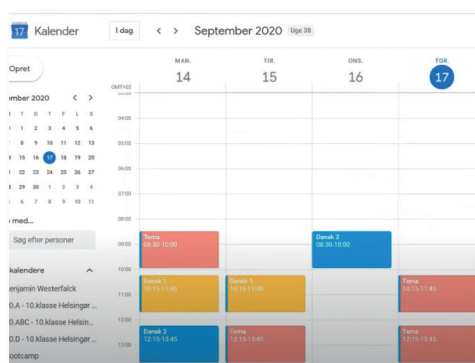 17 Kalender I dag < > September 2020 Uge 38
Opret
MAN. TIR. ONS. TOR.
14 15 16 17
GMT+02
ember 2020 < >
T O T F L S
1 1 2 3 4 5 6
8 9 10 11 12 13
15 16 17 18 19 20
22 23 24 25 26 27
29 30 1 2 3 4
6 7 8 9 10 11
04:00
05:00
06:00
07:00
08:00
09:00
10:00
11:00
12:00
13:00
Tema
08:30-10:00
Dansk 2
08:30-10:00
Dansk 1
10:15-11:45
Dansk 1
10:15-11:45
Tema
10:15-11:45
Dansk 2
12:15-13:45
Tema
12:15-13:45
Tema
12:15-13:45
e med...
Søg efter personer
kalendere
enjamin Westerfalck
0.A - 10.klasse Helsingør ...
0.ABC - 10.klasse Helsin...
0.D - 10.klasse Helsingør ...
ootcamp